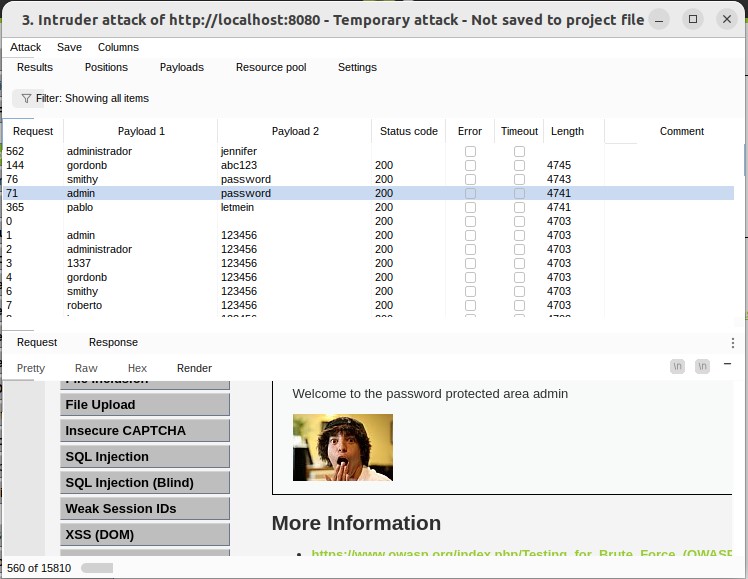 3. Intruder attack of http://localhost:8080 - Temporary attack - Not saved to project file
Attack Save Columns
Results Positions Payloads Resource pool Settings
Filter: Showing all items
Request Payload 1 Payload 2 Status code Error Timeout Length Comment
562 administrador jennifer
144 gordonb abc123 200 4745
76 smithy password 200 4743
71 admin password 200 4741
365 pablo letmein 200 4741
0 200 4703
1 admin 123456 200 4703
2 administrador 123456 200 4703
3 1337 123456 200 4703
4 gordonb 123456 200 4703
6 smithy 123456 200 4703
7 roberto 123456 200 4703
Request Response
Pretty Raw Hex Render
\n \n
File Inclusion
File Upload
Insecure CAPTCHA
SQL Injection
SQL Injection (Blind)
Weak Session IDs
XSS (DOM)
Welcome to the password protected area admin
More Information
https://www.owasp.org/index.php/Testing_for_Brute_Force_(OWASP
560 of 15810